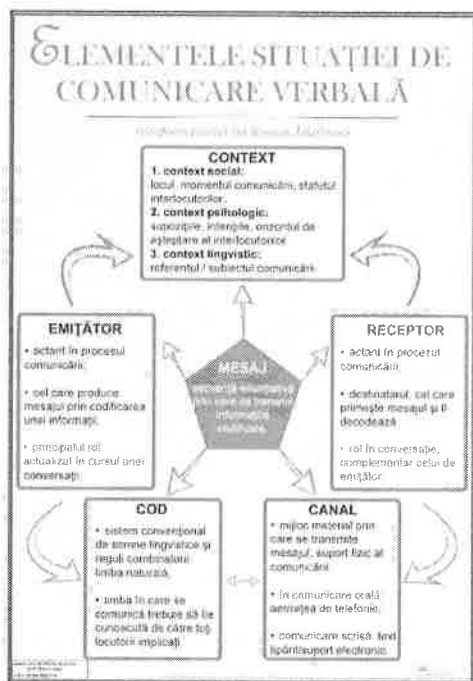 ELEMENTELE SITUAȚIEI DE
COMUNICARE VERBALĂ
CONTEXT
1. context social:
locul, momentul comunicării, statutul
interlocutorilor.
2. context psihologic:
supozițiile, intențiile, orizontul de
așteptare al interlocutorilor
3. context lingvistic:
referentul / subiectul comunicării
EMIȚĂTOR
• actant în procesul
comunicării;
• cel care produce
mesajul prin codificarea
unei informații;
• principalul rol
actualizat în cursul unei
conversații
MESAJ
RECEPTOR
• actant în procesul
comunicării;
• destinatarul, cel care
primește mesajul și îl
decodează
• rol în conversație,
complementar celui de
emițător
COD
• sistem convențional
de semne lingvistice și
reguli combinatorii
limba naturală;
• limba în care se
comunică trebuie să fie
cunoscută de către toți
locutorii implicați
CANAL
• mijloc material prin
care se transmite
mesajul, suport fizic al
comunicării
• în comunicare orală
de telefonie;
• comunicare scrisă: text
tipărit/suport electronic